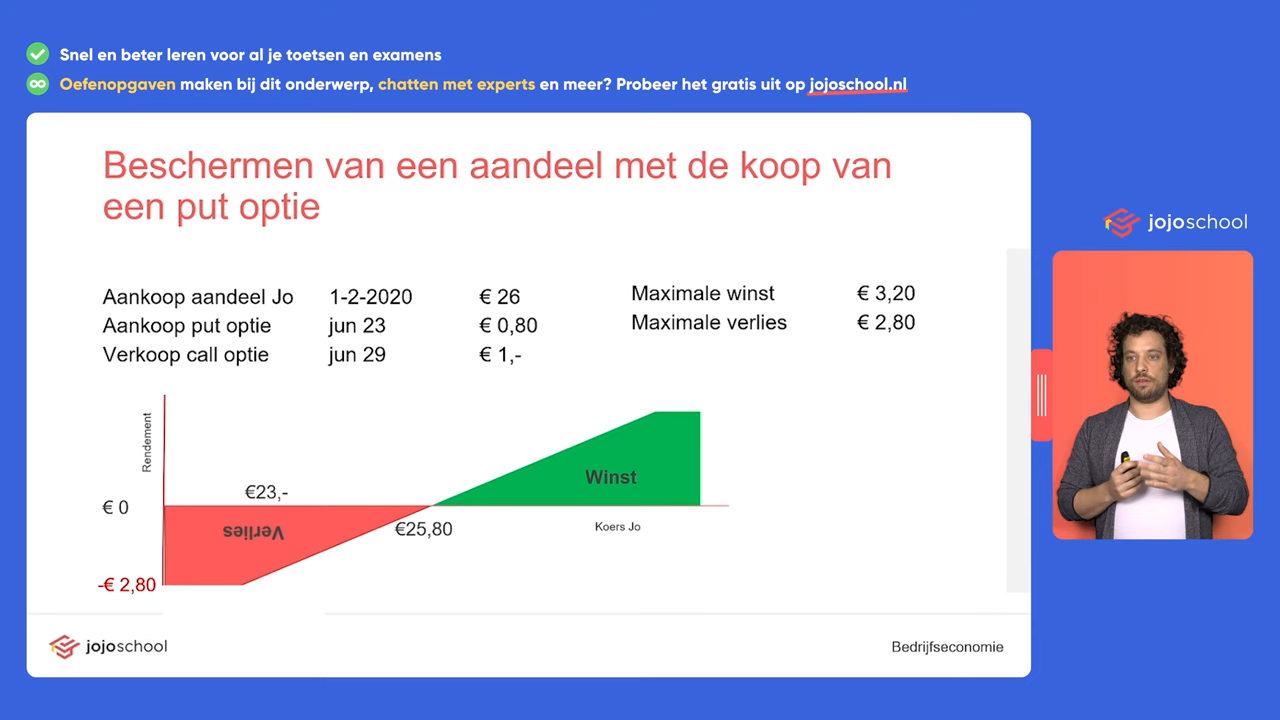 Snel en beter leren voor al je toetsen en examens
Oefenopgaven maken bij dit onderwerp, chatten met experts en meer? Probeer het gratis uit op jojoschool.nl
Beschermen van een aandeel met de koop van
een put optie
jojoschool
Aankoop aandeel Jo 1-2-2020 € 26
Aankoop put optie jun 23 € 0,80
Verkoop call optie jun 29 € 1,-
Maximale winst € 3,20
Maximale verlies € 2,80
Rendement
Winst
€23,-
€ 0
Verlies
€25,80
Koers Jo
-€ 2,80
jojoschool
Bedrijfseconomie